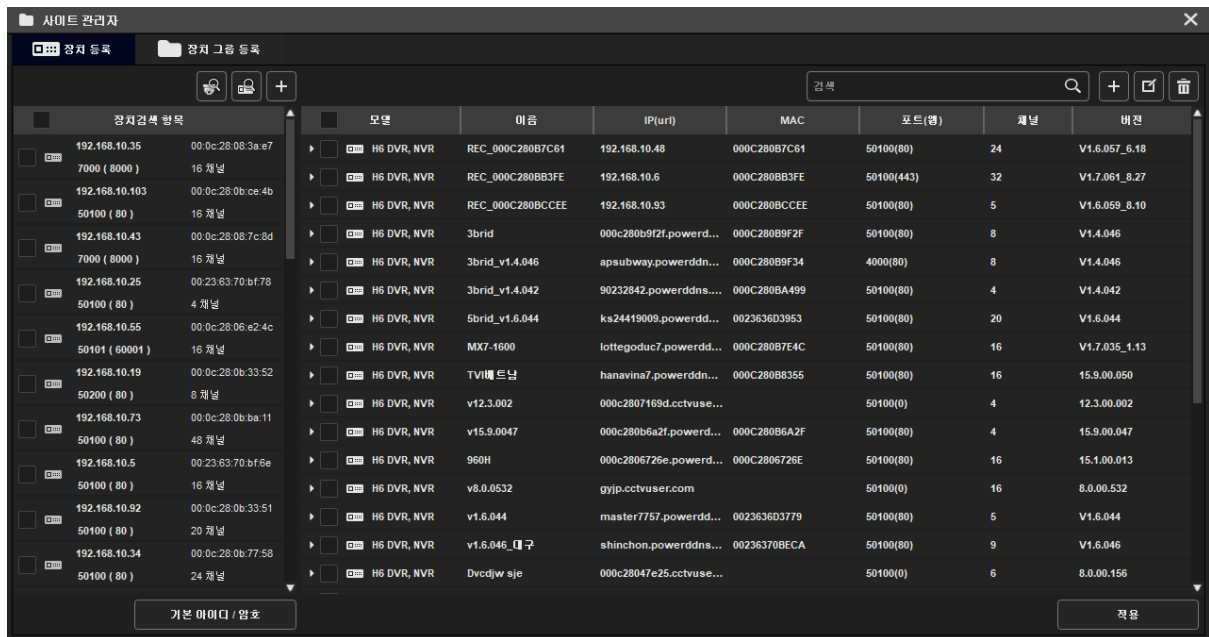 사이트 관리자
장치 등록 장치 그룹 등록
검색
장치검색 항목
192.168.10.35 00:0c:28:08:3a:e7
7000 ( 8000 ) 16 채널
192.168.10.103 00:0c:28:0b:ce:4b
50100 ( 80 ) 16 채널
192.168.10.43 00:0c:28:08:7c:8d
7000 ( 8000 ) 16 채널
192.168.10.25 00:23:63:70:bf:78
50100 ( 80 ) 4 채널
192.168.10.55 00:0c:28:06:e2:4c
50101 ( 60001 ) 16 채널
192.168.10.19 00:0c:28:0b:33:52
50200 ( 80 ) 8 채널
192.168.10.73 00:0c:28:0b:ba:11
50100 ( 80 ) 48 채널
192.168.10.5 00:23:63:70:bf:6e
50100 ( 80 ) 16 채널
192.168.10.92 00:0c:28:0b:33:51
50100 ( 80 ) 20 채널
192.168.10.34 00:0c:28:0b:77:58
50100 ( 80 ) 24 채널
기본 아이디 / 암호
모델 이름 IP(url) MAC 포트(웹) 채널 버젼
H6 DVR, NVR REC_000C280B7C61 192.168.10.48 000C280B7C61 50100(80) 24 V1.6.057_6.18
H6 DVR, NVR REC_000C280BB3FE 192.168.10.6 000C280BB3FE 50100(443) 32 V1.7.061_8.27
H6 DVR, NVR REC_000C280BCCEE 192.168.10.93 000C280BCCEE 50100(80) 5 V1.6.059_8.10
H6 DVR, NVR 3brid 000c280b9f2f.powerd... 000C280B9F2F 50100(80) 8 V1.4.046
H6 DVR, NVR 3brid_v1.4.046 apsubway.powerddn... 000C280B9F34 4000(80) 8 V1.4.046
H6 DVR, NVR 3brid_v1.4.042 90232842.powerddns.... 000C280BA499 50100(80) 4 V1.4.042
H6 DVR, NVR 5brid_v1.6.044 ks24419009.powerdd... 0023636D3953 50100(80) 20 V1.6.044
H6 DVR, NVR MX7-1600 lottegoduc7.powerdd... 000C280B7E4C 50100(80) 16 V1.7.035_1.13
H6 DVR, NVR TVI베트남 hanavina7.powerddn... 000C280B8355 50100(80) 16 15.9.00.050
H6 DVR, NVR v12.3.002 000c2807169d.cctvuse... 50100(0) 4 12.3.00.002
H6 DVR, NVR v15.9.0047 000c280b6a2f.powerd... 000C280B6A2F 50100(80) 4 15.9.00.047
H6 DVR, NVR 960H 000c2806726e.powerd... 000C2806726E 50100(80) 16 15.1.00.013
H6 DVR, NVR v8.0.0532 gyjp.cctvuser.com 50100(0) 16 8.0.00.532
H6 DVR, NVR v1.6.044 master7757.powerdd... 0023636D3779 50100(80) 5 V1.6.044
H6 DVR, NVR v1.6.046_대구 shinchon.powerddns... 00236370BECA 50100(80) 9 V1.6.046
H6 DVR, NVR Dvcdjw sje 000c28047e25.cctvuse... 50100(0) 6 8.0.00.156
적용